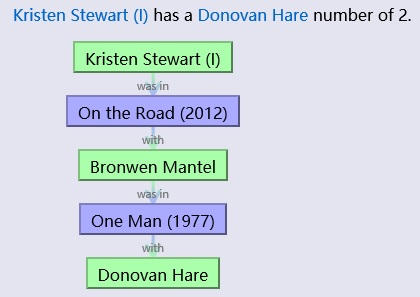 Kristen Stewart (I) has a Donovan Hare number of 2.
Kristen Stewart (I)
was in
On the Road (2012)
with
Bronwen Mantel
was in
One Man (1977)
with
Donovan Hare